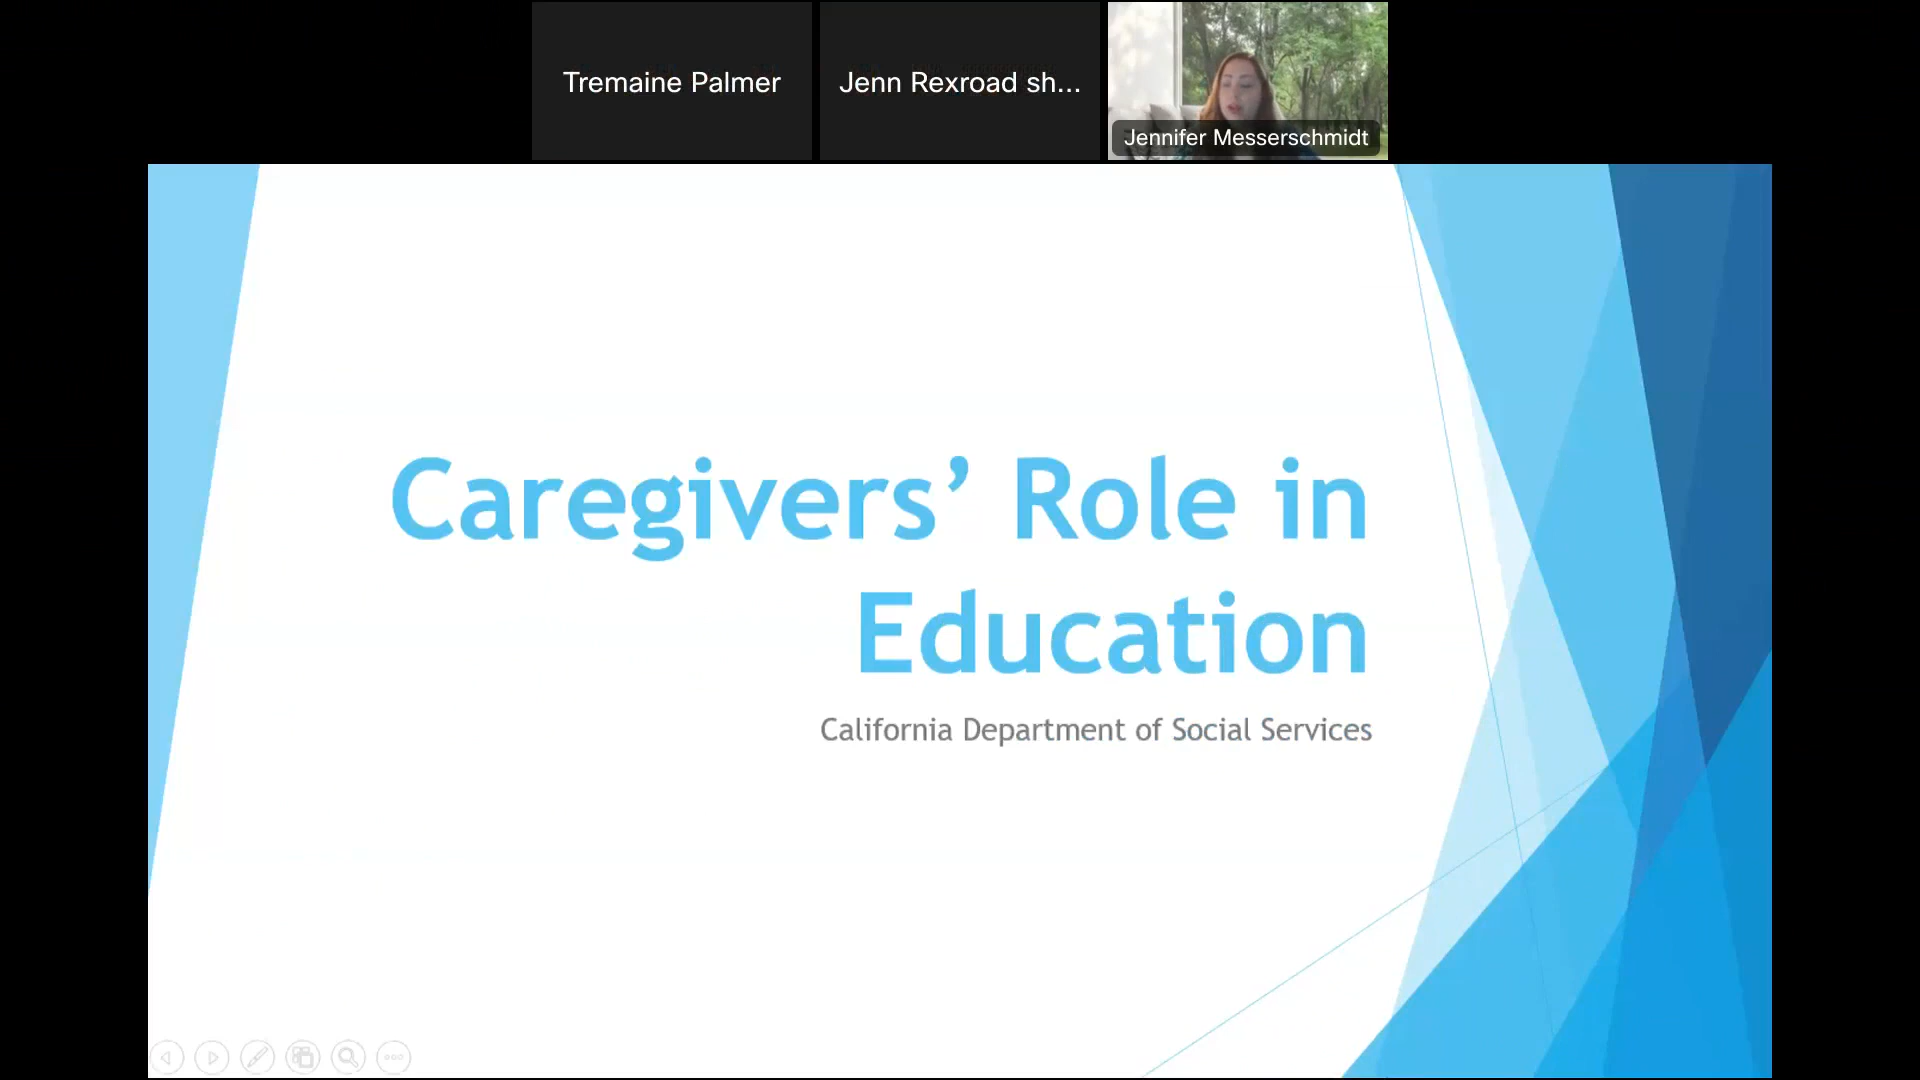 Tremaine Palmer
Jenn Rexroad sh...
Jennifer Messerschmidt
Caregivers’ Role in
Education
California Department of Social Services